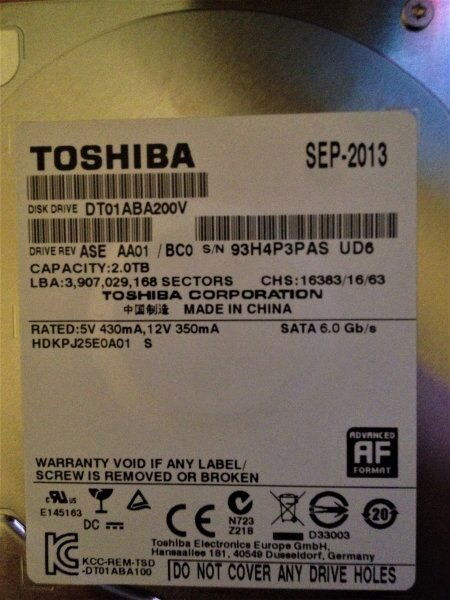 TOSHIBA SEP-2013
DISK DRIVE DT01ABA200V
DRIVE REV ASE AA01 / BC0 S/N 93H4P3PAS UD6
CAPACITY:2.0TB
LBA:3,907,029,168 SECTORS CHS:16383/16/63
TOSHIBA CORPORATION
中国制造 MADE IN CHINA
RATED:5V 430mA,12V 350mA SATA 6.0 Gb/s
HDKPJ25E0A01 S
ADVANCED
AF
FORMAT
WARRANTY VOID IF ANY LABEL/
SCREW IS REMOVED OR BROKEN
E145163
DC
CE
N723
Z218
D33003
20
Toshiba Electronics Europe GmbH,
Hansaallee 181, 40549 Dusseldorf, Germany
KCC-REM-TSD
-DT01ABA100
DO NOT COVER ANY DRIVE HOLES